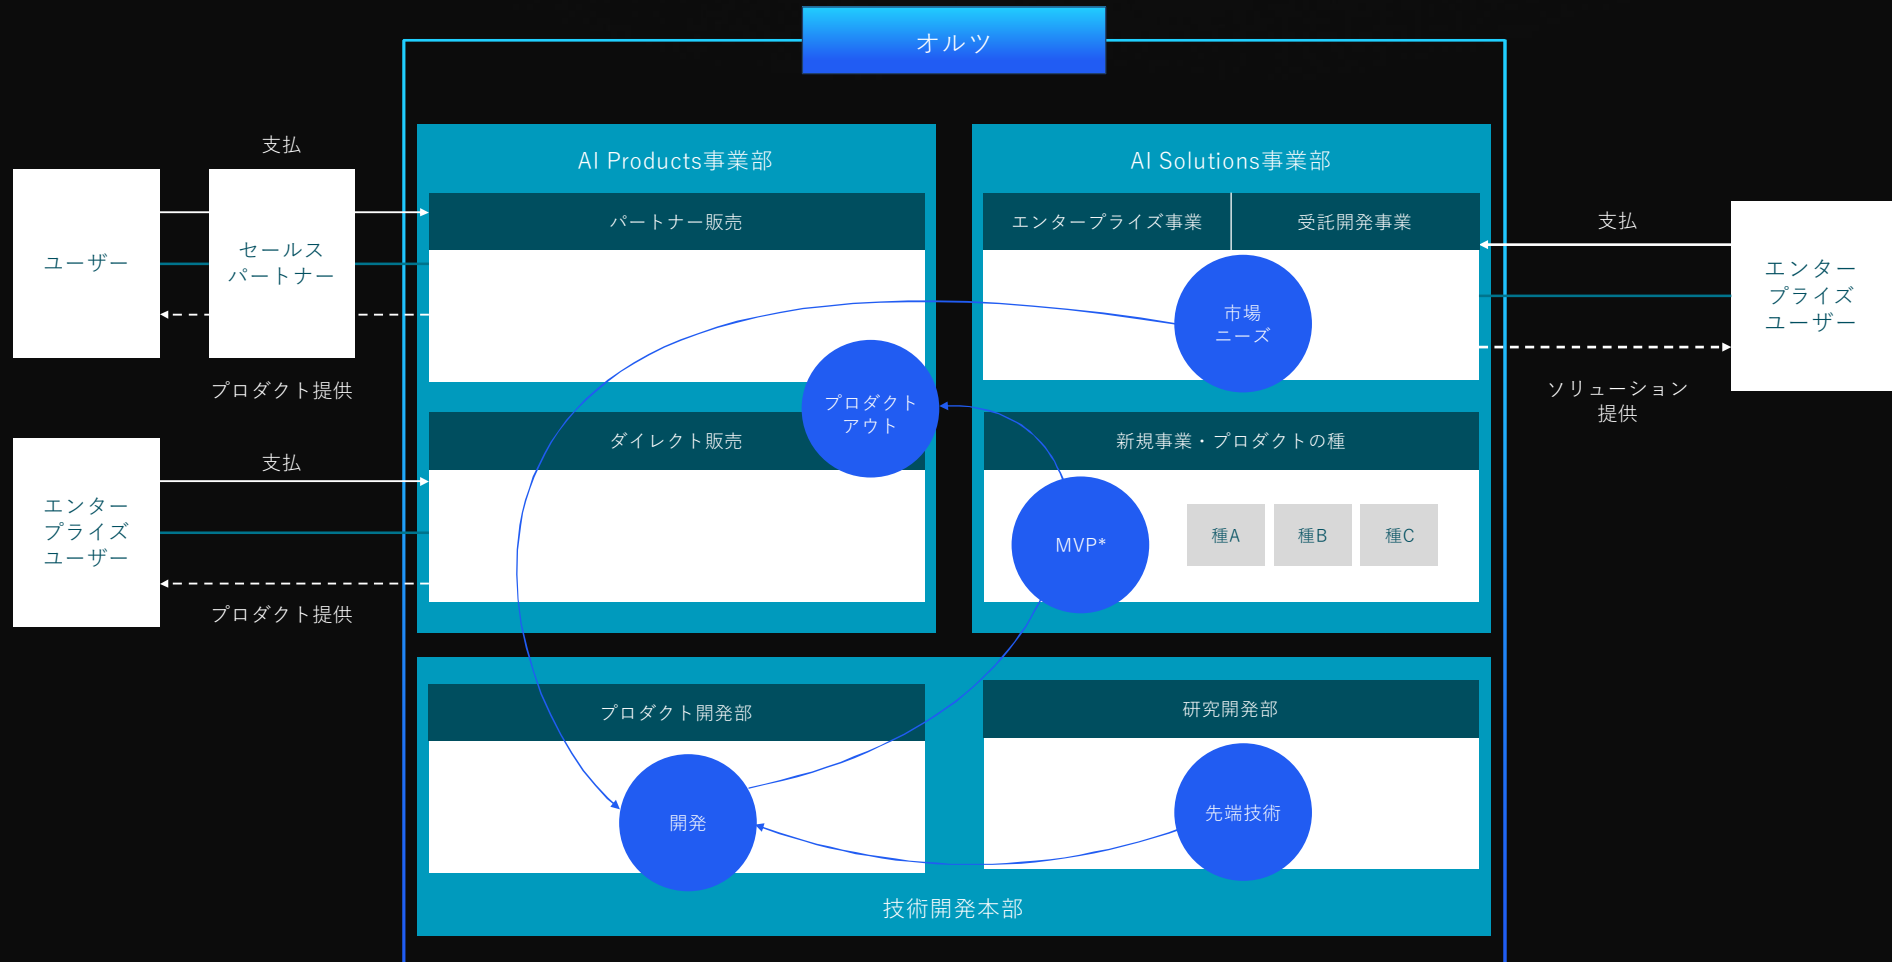 オルツ
支払
ユーザー
セールス
パートナー
プロダクト提供
支払
エンター
プライズ
ユーザー
プロダクト提供
AI Products事業部
パートナー販売
ダイレクト販売
プロダクト
アウト
AI Solutions事業部
エンタープライズ事業
受託開発事業
市場
ニーズ
新規事業・プロダクトの種
MVP*
種A
種B
種C
支払
エンター
プライズ
ユーザー
ソリューション
提供
プロダクト開発部
開発
研究開発部
先端技術
技術開発本部